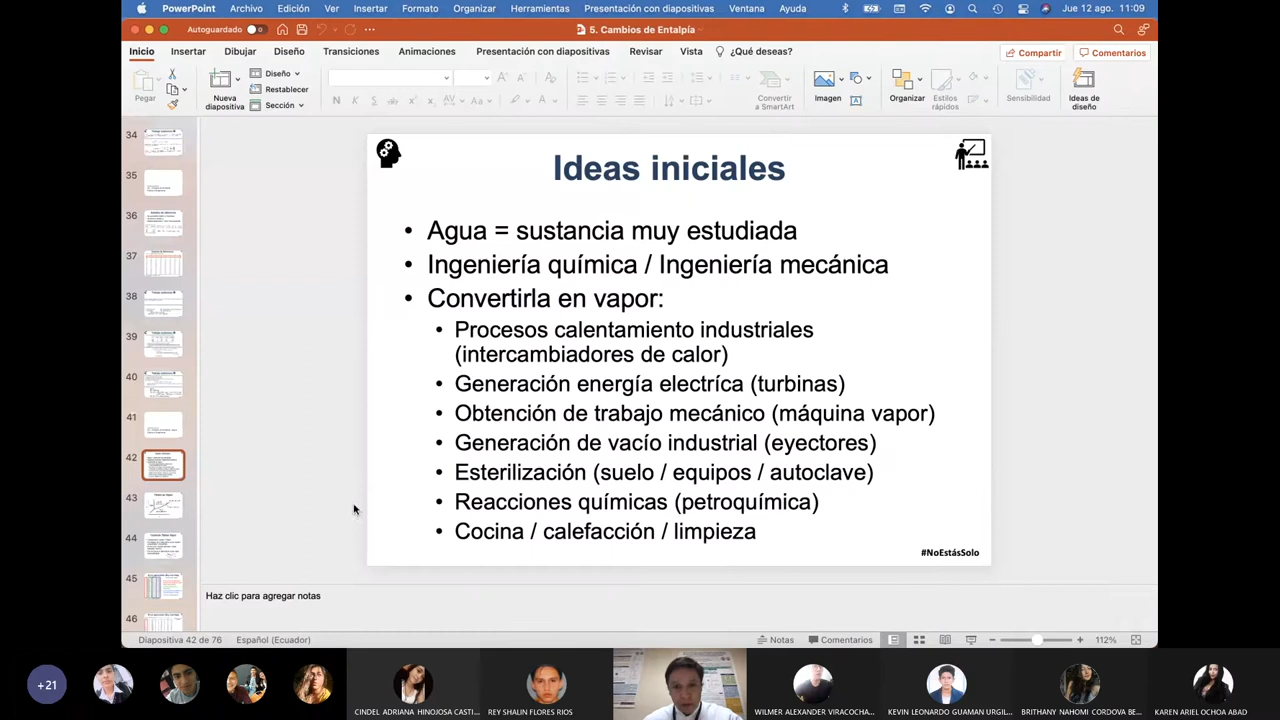 PowerPoint Archivo Edición Ver Insertar Formato Organizar Herramientas Presentación con diapositivas Ventana Ayuda Jue 12 ago. 11:09
Autoguardado 5. Cambios de Entalpía
Inicio Insertar Dibujar Diseño Transiciones Animaciones Presentación con diapositivas Revisar Vista ¿Qué deseas? Compartir Comentarios
Pegar
Nueva diapositiva
Diseño
Restablecer
Sección
Convertir a SmartArt
Imagen
Organizar
Estilos rápidos
Sensibilidad
Ideas de diseño
34
35
36
37
38
39
40
41
42
43
44
45
46
Ideas iniciales
• Agua = sustancia muy estudiada
• Ingeniería química / Ingeniería mecánica
• Convertirla en vapor:
• Procesos calentamiento industriales
(intercambiadores de calor)
• Generación energía electríca (turbinas)
• Obtención de trabajo mecánico (máquina vapor)
• Generación de vacío industrial (eyectores)
• Esterilización (suelo / equipos / autoclave)
• Reacciones químicas (petroquímica)
• Cocina / calefacción / limpieza
#NoEstásSolo
Haz clic para agregar notas
Diapositiva 42 de 76 Español (Ecuador) Notas Comentarios 112%
+21
CINDEL ADRIANA HINOJOSA CASTI...
REY SHALIN FLORES RIOS
WILMER ALEXANDER VIRACOCHA...
KEVIN LEONARDO GUAMAN URGIL...
BRITHANY NAHOMI CORDOVA BE...
KAREN ARIEL OCHOA ABAD